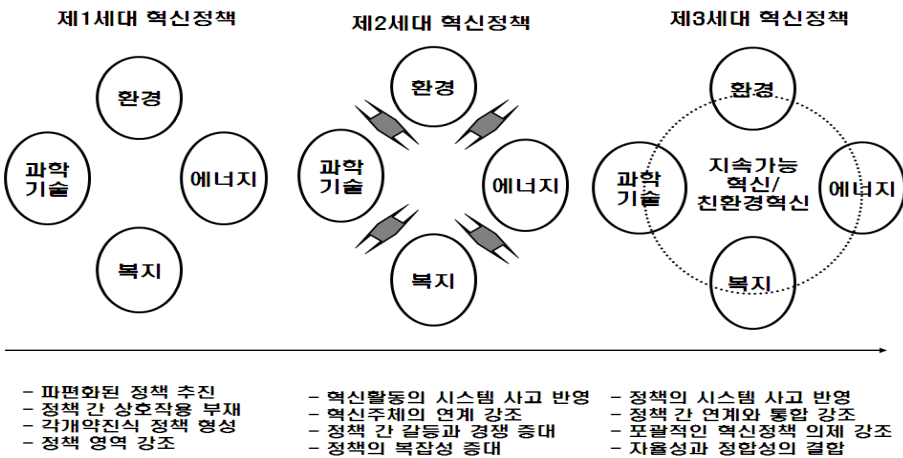 제1세대 혁신정책
환경
과학
기술
에너지
복지
제2세대 혁신정책
환경
과학
기술
에너지
복지
제3세대 혁신정책
환경
과학
기술
지속가능
혁신/
친환경혁신
에너지
복지
- 파편화된 정책 추진
- 정책 간 상호작용 부재
- 각개약진식 정책 형성
- 정책 영역 강조
- 혁신활동의 시스템 사고 반영
- 혁신주체의 연계 강조
- 정책 간 갈등과 경쟁 증대
- 정책의 복잡성 증대
- 정책의 시스템 사고 반영
- 정책 간 연계와 통합 강조
- 포괄적인 혁신정책 의제 강조
- 자율성과 정합성의 결합